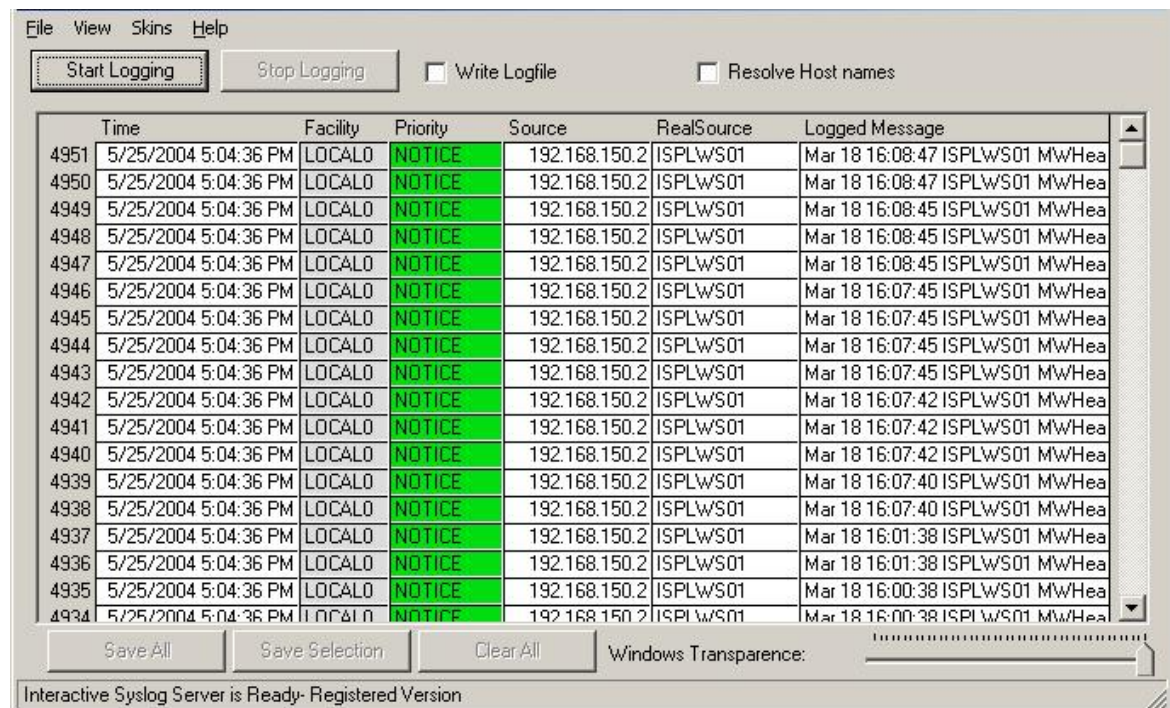 File View Skins Help
Start Logging Stop Logging Write Logfile Resolve Host names
Time Facility Priority Source RealSource Logged Message
4951 5/25/2004 5:04:36 PM LOCAL0 NOTICE 192.168.150.2 ISPLWS01 Mar 18 16:08:47 ISPLWS01 MWHea
4950 5/25/2004 5:04:36 PM LOCAL0 NOTICE 192.168.150.2 ISPLWS01 Mar 18 16:08:47 ISPLWS01 MWHea
4949 5/25/2004 5:04:36 PM LOCAL0 NOTICE 192.168.150.2 ISPLWS01 Mar 18 16:08:45 ISPLWS01 MWHea
4948 5/25/2004 5:04:36 PM LOCAL0 NOTICE 192.168.150.2 ISPLWS01 Mar 18 16:08:45 ISPLWS01 MWHea
4947 5/25/2004 5:04:36 PM LOCAL0 NOTICE 192.168.150.2 ISPLWS01 Mar 18 16:08:45 ISPLWS01 MWHea
4946 5/25/2004 5:04:36 PM LOCAL0 NOTICE 192.168.150.2 ISPLWS01 Mar 18 16:07:45 ISPLWS01 MWHea
4945 5/25/2004 5:04:36 PM LOCAL0 NOTICE 192.168.150.2 ISPLWS01 Mar 18 16:07:45 ISPLWS01 MWHea
4944 5/25/2004 5:04:36 PM LOCAL0 NOTICE 192.168.150.2 ISPLWS01 Mar 18 16:07:45 ISPLWS01 MWHea
4943 5/25/2004 5:04:36 PM LOCAL0 NOTICE 192.168.150.2 ISPLWS01 Mar 18 16:07:45 ISPLWS01 MWHea
4942 5/25/2004 5:04:36 PM LOCAL0 NOTICE 192.168.150.2 ISPLWS01 Mar 18 16:07:42 ISPLWS01 MWHea
4941 5/25/2004 5:04:36 PM LOCAL0 NOTICE 192.168.150.2 ISPLWS01 Mar 18 16:07:42 ISPLWS01 MWHea
4940 5/25/2004 5:04:36 PM LOCAL0 NOTICE 192.168.150.2 ISPLWS01 Mar 18 16:07:42 ISPLWS01 MWHea
4939 5/25/2004 5:04:36 PM LOCAL0 NOTICE 192.168.150.2 ISPLWS01 Mar 18 16:07:40 ISPLWS01 MWHea
4938 5/25/2004 5:04:36 PM LOCAL0 NOTICE 192.168.150.2 ISPLWS01 Mar 18 16:07:40 ISPLWS01 MWHea
4937 5/25/2004 5:04:36 PM LOCAL0 NOTICE 192.168.150.2 ISPLWS01 Mar 18 16:01:38 ISPLWS01 MWHea
4936 5/25/2004 5:04:36 PM LOCAL0 NOTICE 192.168.150.2 ISPLWS01 Mar 18 16:01:38 ISPLWS01 MWHea
4935 5/25/2004 5:04:36 PM LOCAL0 NOTICE 192.168.150.2 ISPLWS01 Mar 18 16:00:38 ISPLWS01 MWHea
4934 5/25/2004 5:04:36 PM LOCAL0 NOTICE 192.168.150.2 ISPLWS01 Mar 18 16:00:38 ISPLWS01 MWHea
Save All Save Selection Clear All Windows Transparence:
Interactive Syslog Server is Ready- Registered Version